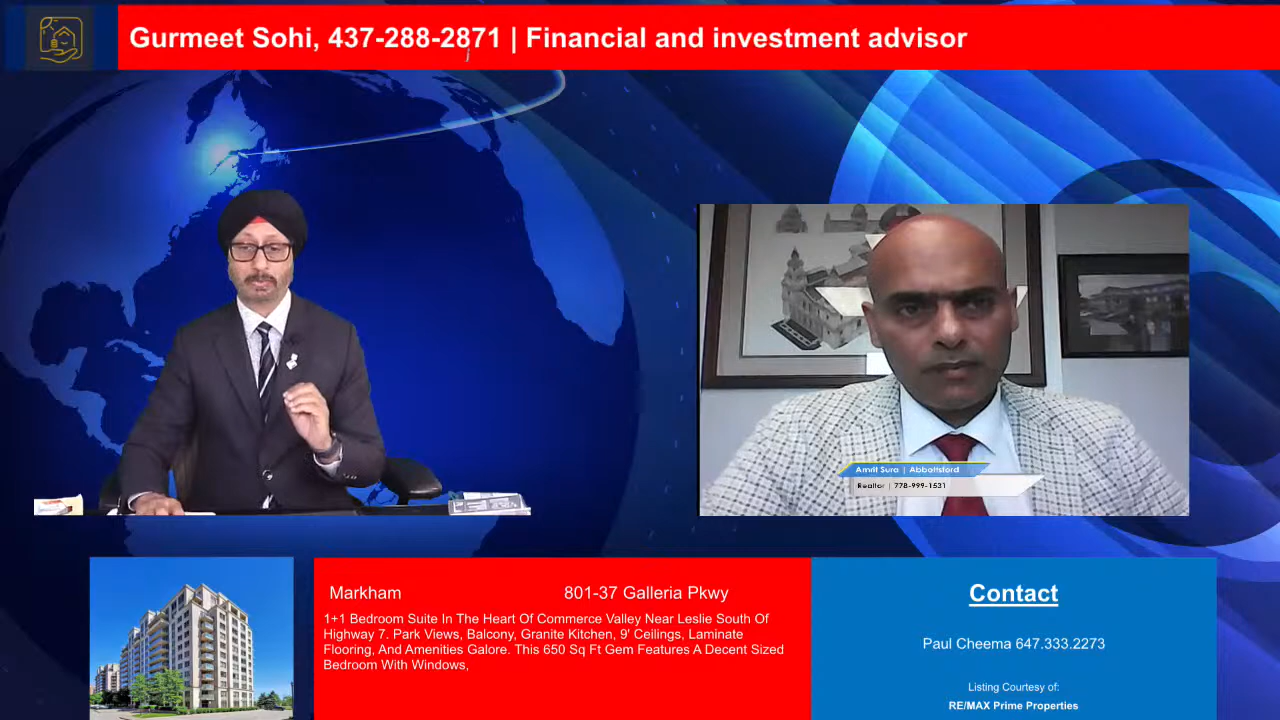 Gurmeet Sohi, 437-288-2871 | Financial and investment advisor
Amrit Sura | Abbottsford
Realtor | 778-999-1531
Markham 801-37 Galleria Pkwy
1+1 Bedroom Suite In The Heart Of Commerce Valley Near Leslie South Of
Highway 7. Park Views, Balcony, Granite Kitchen, 9' Ceilings, Laminate
Flooring, And Amenities Galore. This 650 Sq Ft Gem Features A Decent Sized
Bedroom With Windows,
Contact
Paul Cheema 647.333.2273
Listing Courtesy of:
RE/MAX Prime Properties